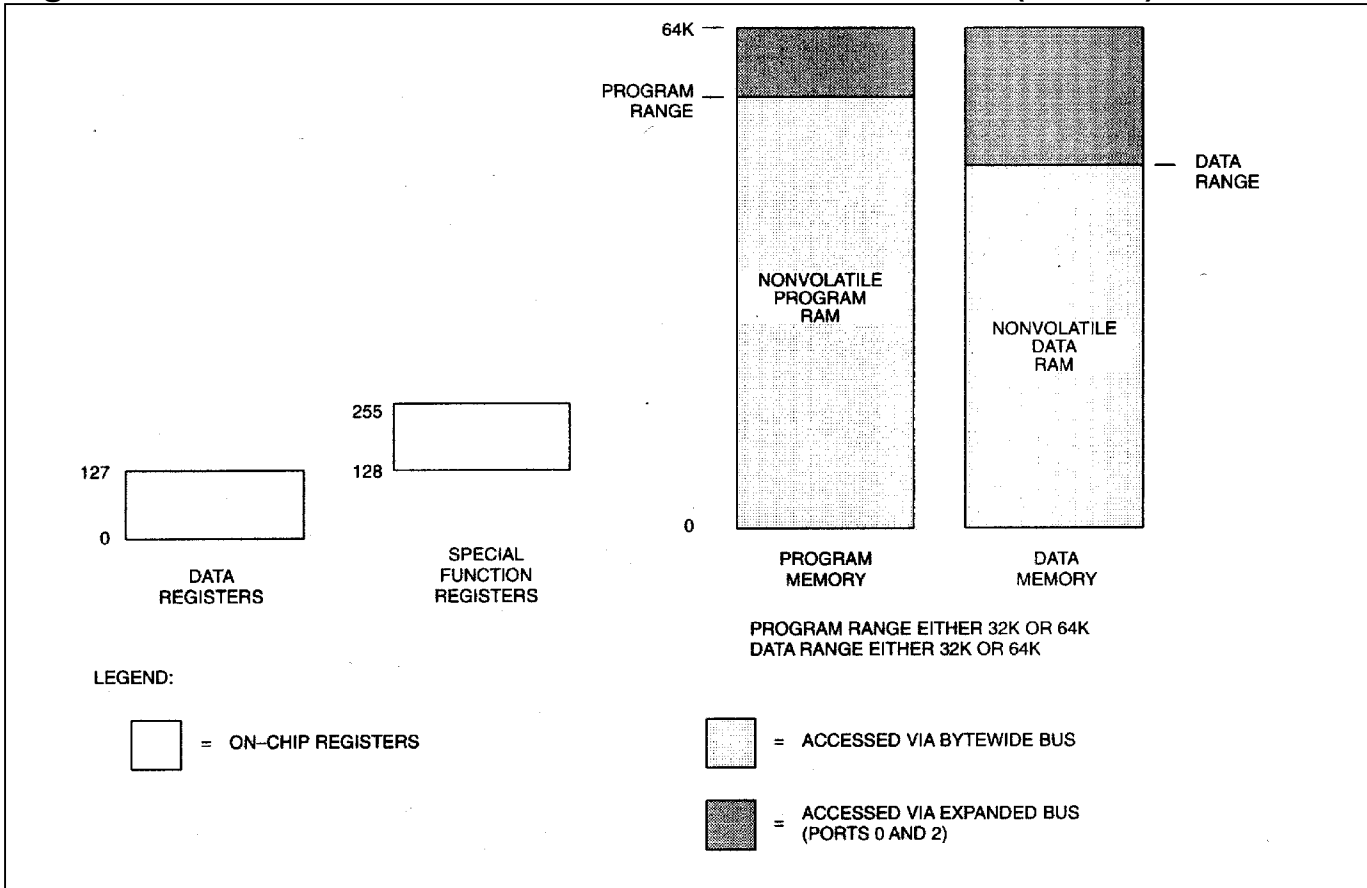 64K
PROGRAM
RANGE
DATA
RANGE
NONVOLATILE
PROGRAM
RAM
NONVOLATILE
DATA
RAM
255
128
127
0
0
DATA
REGISTERS
SPECIAL
FUNCTION
REGISTERS
PROGRAM
MEMORY
DATA
MEMORY
PROGRAM RANGE EITHER 32K OR 64K
DATA RANGE EITHER 32K OR 64K
LEGEND:
= ON–CHIP REGISTERS
= ACCESSED VIA BYTEWIDE BUS
= ACCESSED VIA EXPANDED BUS
(PORTS 0 AND 2)